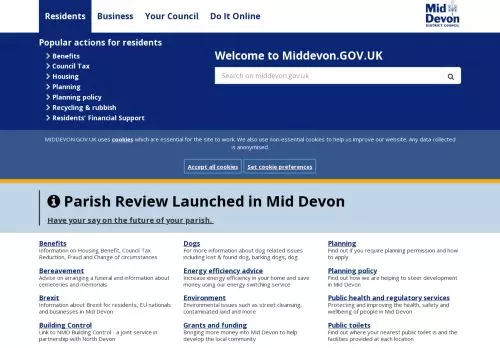 Residents
Business
Your Council
Do It Online
Mid
Devon
DISTRICT COUNCIL
Popular actions for residents
Benefits
Council Tax
Housing
Planning
Planning policy
Recycling & rubbish
Residents' Financial Support
Welcome to Middevon.GOV.UK
Search on middevon.gov.uk
MIDDEVON.GOV.UK uses cookies which are essential for the site to work. We also use non-essential cookies to help us improve our website. Any data collected
is anonymised.
Accept all cookies
Set cookie preferences
Parish Review Launched in Mid Devon
Have your say on the future of your parish.
Benefits
Information on Housing Benefit, Council Tax
Reduction, Fraud and Change of circumstances
Bereavement
Advice on arranging a funeral and information about
cemeteries and memorials
Brexit
Information about Brexit for residents, EU nationals
and businesses in Mid Devon
Building Control
Link to NMD Building Control - a joint service in
partnership with North Devon
Dogs
For more information about dog related issues
including lost & found dog, barking dogs, dog
Energy efficiency advice
Increase energy efficiency in your home and save
money using our energy switching service
Environment
Environmental issues such as street cleansing,
contaminated land and more
Grants and funding
Bringing more money into Mid Devon to help
develop the local community
Planning
Find out if you require planning permission and how
to apply
Planning policy
Find out how we are helping to steer development
in Mid Devon
Public health and regulatory services
Protecting and improving the health, safety and
wellbeing of people in Mid Devon
Public toilets
Find out where your nearest public toilet is and the
facilities provided at each location